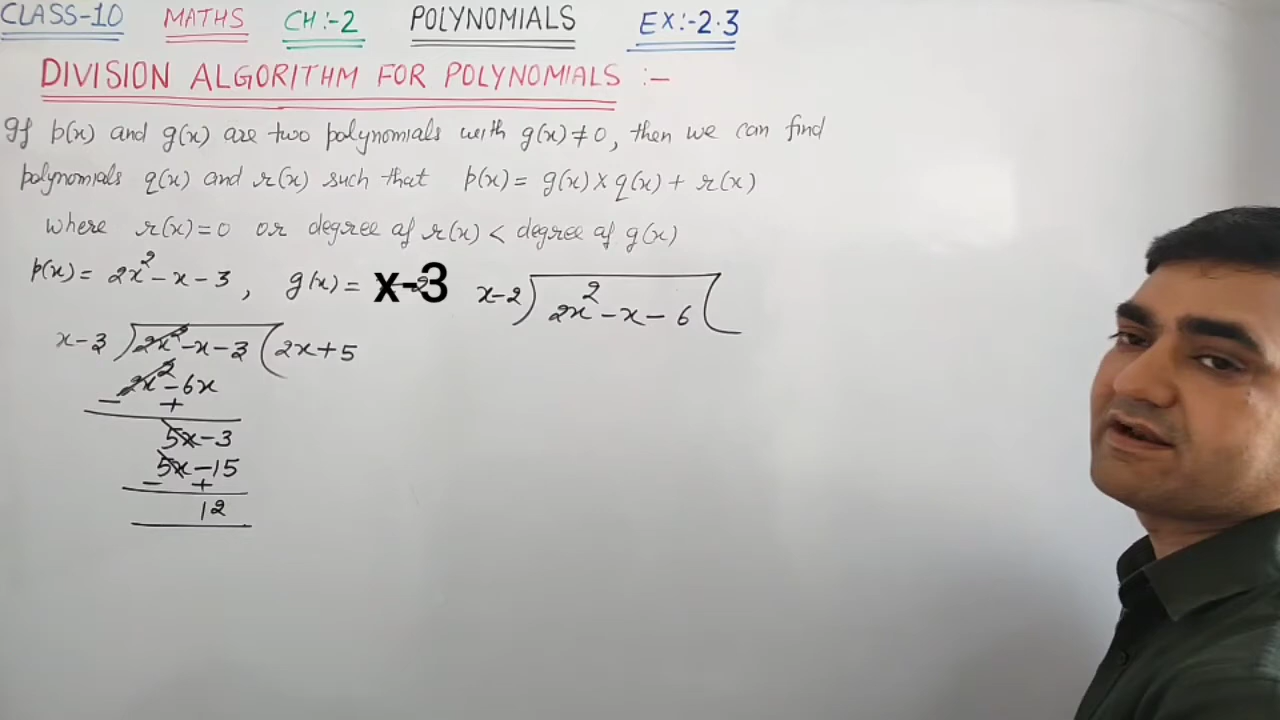 CLASS-10 MATHS CH:-2 POLYNOMIALS EX:-2.3
DIVISION ALGORITHM FOR POLYNOMIALS :-
If p(x) and g(x) are two polynomials with g(x) ≠ 0, then we can find
polynomials q(x) and r(x) such that p(x) = g(x) × q(x) + r(x)
where r(x) = 0 or degree of r(x) < degree of g(x)
p(x) = 2x² - x - 3, g(x) = x-3
x-3 ) 2x² - x - 3 ( 2x + 5
2x² - 6x
- +
5x - 3
5x - 15
- +
12
x-2 ) 2x² - x - 6 (